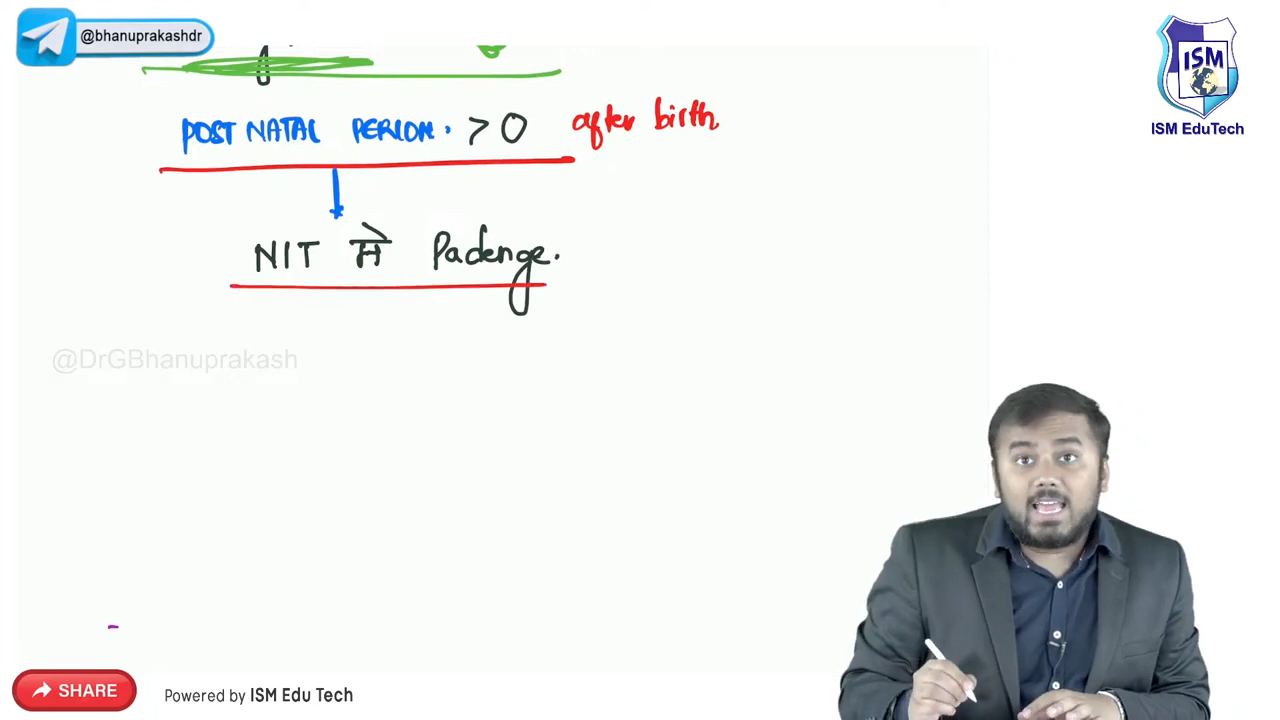 @bhanuprakashdr
ISM
ISM EduTech
POST NATAL PERIOD. > 0 after birth
NIT में Padenge.
@DrGBhanuprakash
SHARE
Powered by ISM Edu Tech